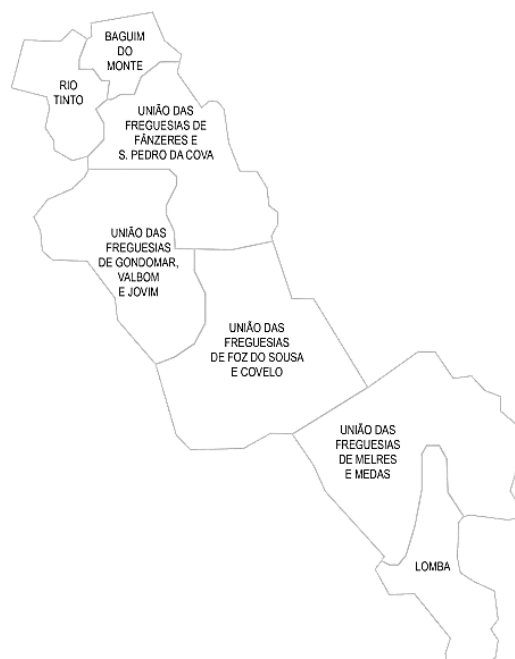 BAGUIM
DO
MONTE
RIO
TINTO
UNIÃO DAS
FREGUESIAS DE
FÂNZERES E
S. PEDRO DA COVA
UNIÃO DAS
FREGUESIAS
DE GONDOMAR,
VALBOM
E JOVIM
UNIÃO DAS
FREGUESIAS
DE FOZ DO SOUSA
E COVELO
UNIÃO DAS
FREGUESIAS
DE MELRES
E MEDAS
LOMBA